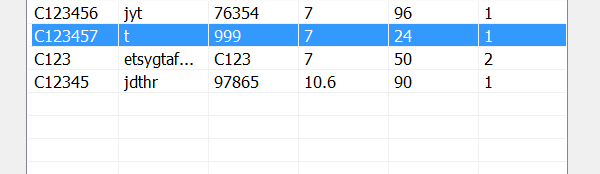 C123456 jyt 76354 7 96 1
C123457 t 999 7 24 1
C123 etsygtaf... C123 7 50 2
C12345 jdthr 97865 10.6 90 1